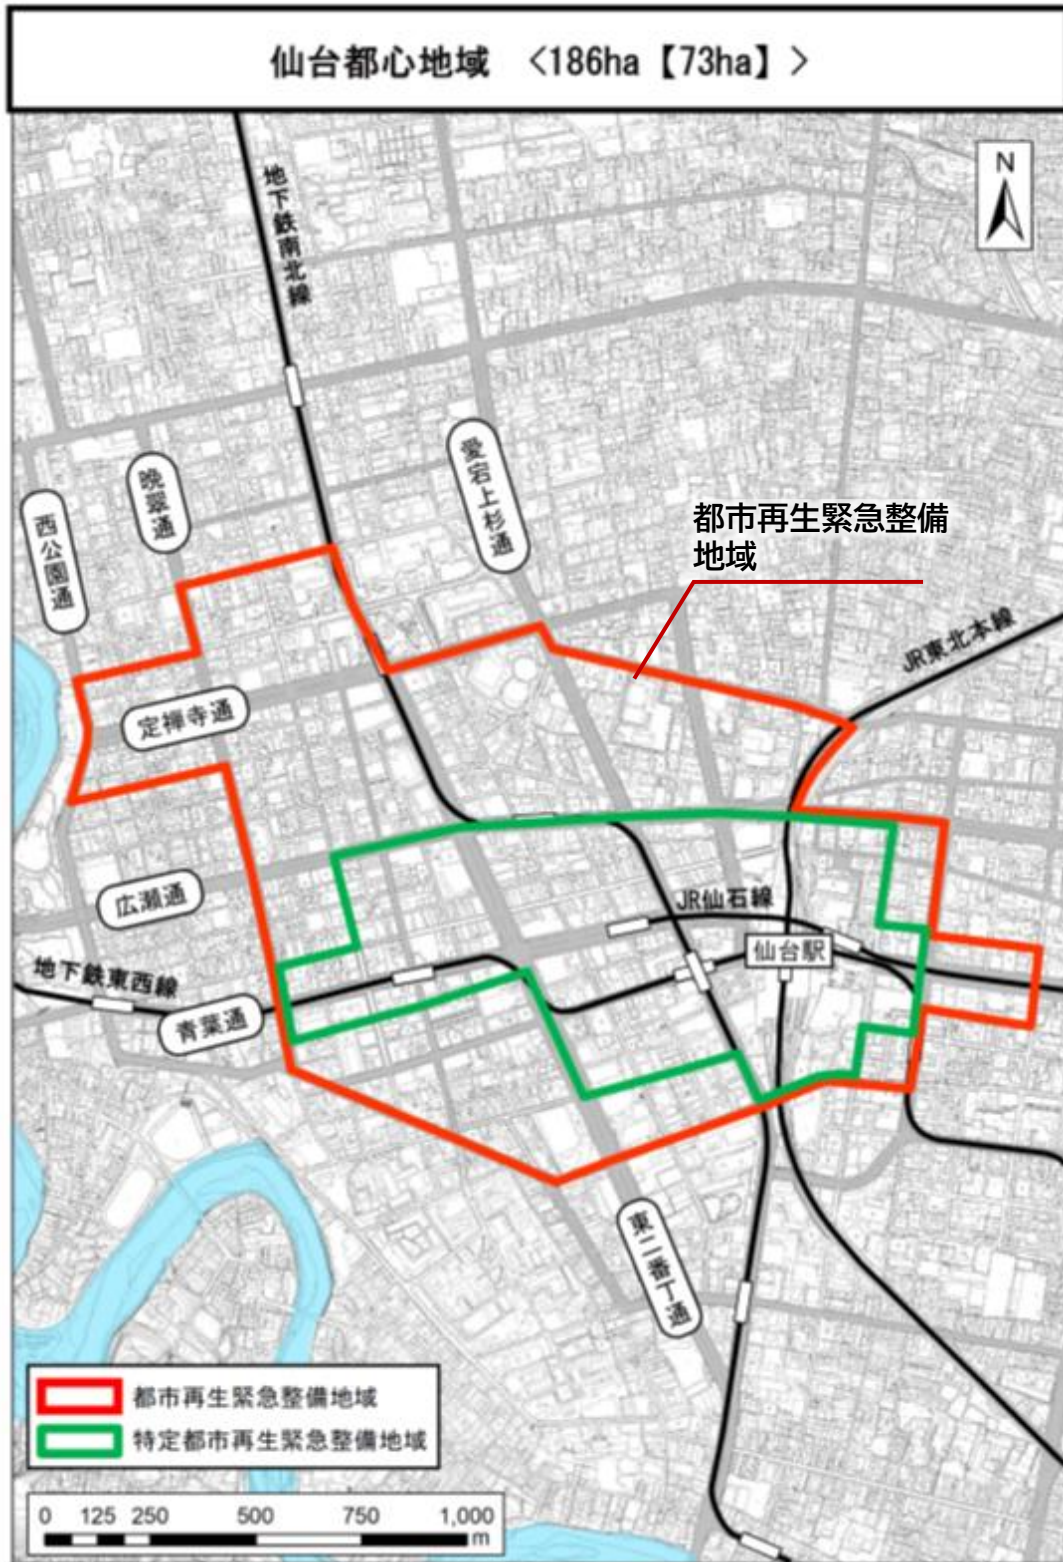 仙台都心地域 <186ha【73ha】>
N
地下鉄南北線
愛宕上杉通
晩翠通
西公園通
都市再生緊急整備
地域
JR東北本線
定禅寺通
広瀬通
JR仙石線
仙台駅
地下鉄東西線
青葉通
東二番丁通
都市再生緊急整備地域
特定都市再生緊急整備地域
0 125 250 500 750 1,000
m